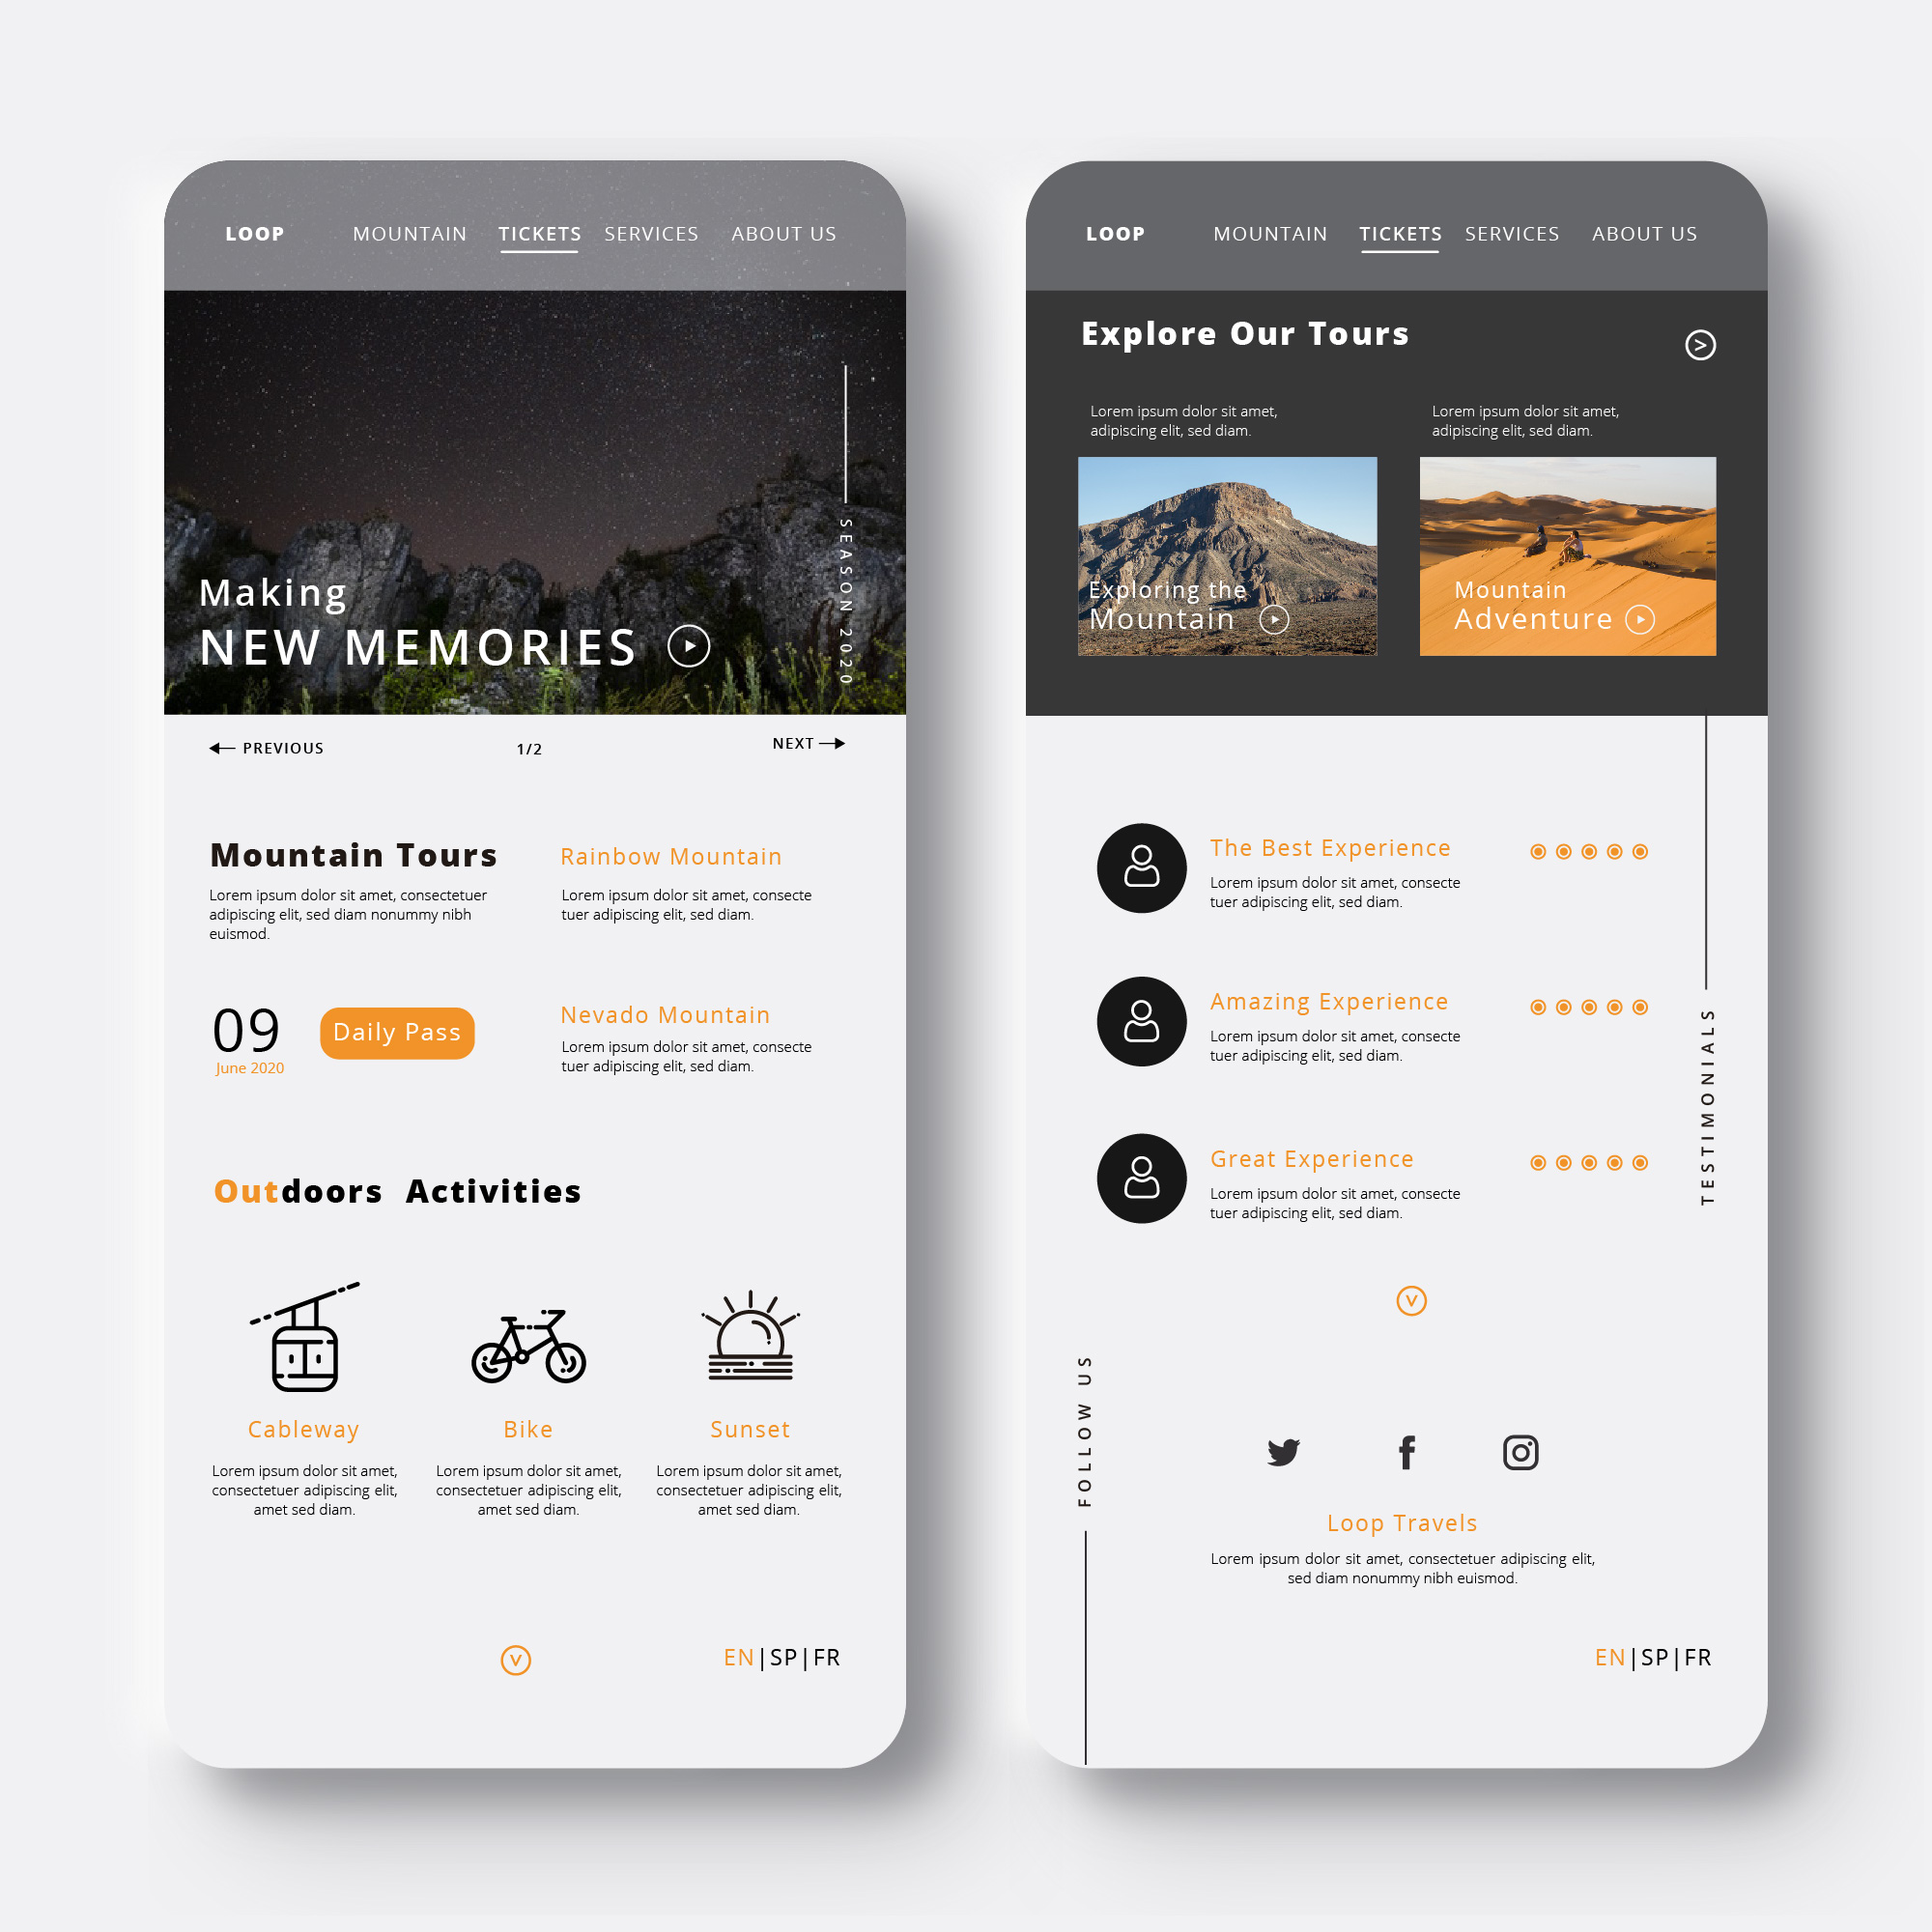 LOOP MOUNTAIN TICKETS SERVICES ABOUT US
SEASON 2020
Making
NEW MEMORIES
PREVIOUS 1/2 NEXT
Mountain Tours
Lorem ipsum dolor sit amet, consectetuer
adipiscing elit, sed diam nonummy nibh
euismod.
Rainbow Mountain
Lorem ipsum dolor sit amet, consecte
tuer adipiscing elit, sed diam.
09
June 2020
Daily Pass
Nevado Mountain
Lorem ipsum dolor sit amet, consecte
tuer adipiscing elit, sed diam.
Outdoors Activities
Cableway
Lorem ipsum dolor sit amet,
consectetuer adipiscing elit,
amet sed diam.
Bike
Lorem ipsum dolor sit amet,
consectetuer adipiscing elit,
amet sed diam.
Sunset
Lorem ipsum dolor sit amet,
consectetuer adipiscing elit,
amet sed diam.
V
EN|SP|FR
LOOP MOUNTAIN TICKETS SERVICES ABOUT US
Explore Our Tours
>
Lorem ipsum dolor sit amet,
adipiscing elit, sed diam.
Exploring the
Mountain
Lorem ipsum dolor sit amet,
adipiscing elit, sed diam.
Mountain
Adventure
The Best Experience
Lorem ipsum dolor sit amet, consecte
tuer adipiscing elit, sed diam.
Amazing Experience
Lorem ipsum dolor sit amet, consecte
tuer adipiscing elit, sed diam.
Great Experience
Lorem ipsum dolor sit amet, consecte
tuer adipiscing elit, sed diam.
TESTIMONIALS
V
FOLLOW US
Loop Travels
Lorem ipsum dolor sit amet, consectetuer adipiscing elit,
sed diam nonummy nibh euismod.
EN|SP|FR